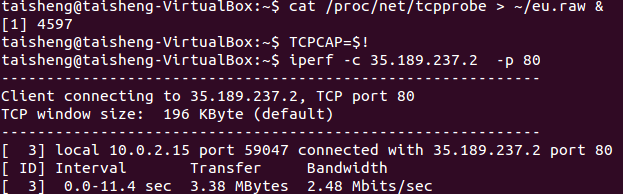 taisheng@taisheng-VirtualBox:~$ cat /proc/net/tcpprobe > ~/eu.raw &
[1] 4597
taisheng@taisheng-VirtualBox:~$ TCPCAP=$!
taisheng@taisheng-VirtualBox:~$ iperf -c 35.189.237.2  -p 80
------------------------------------------------------------
Client connecting to 35.189.237.2, TCP port 80
TCP window size:  196 KByte (default)
------------------------------------------------------------
[  3] local 10.0.2.15 port 59047 connected with 35.189.237.2 port 80
[ ID] Interval       Transfer     Bandwidth
[  3]  0.0-11.4 sec  3.38 MBytes  2.48 Mbits/sec